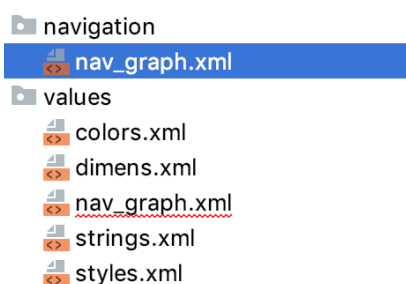 navigation
nav_graph.xml
values
colors.xml
dimens.xml
nav_graph.xml
strings.xml
styles.xml